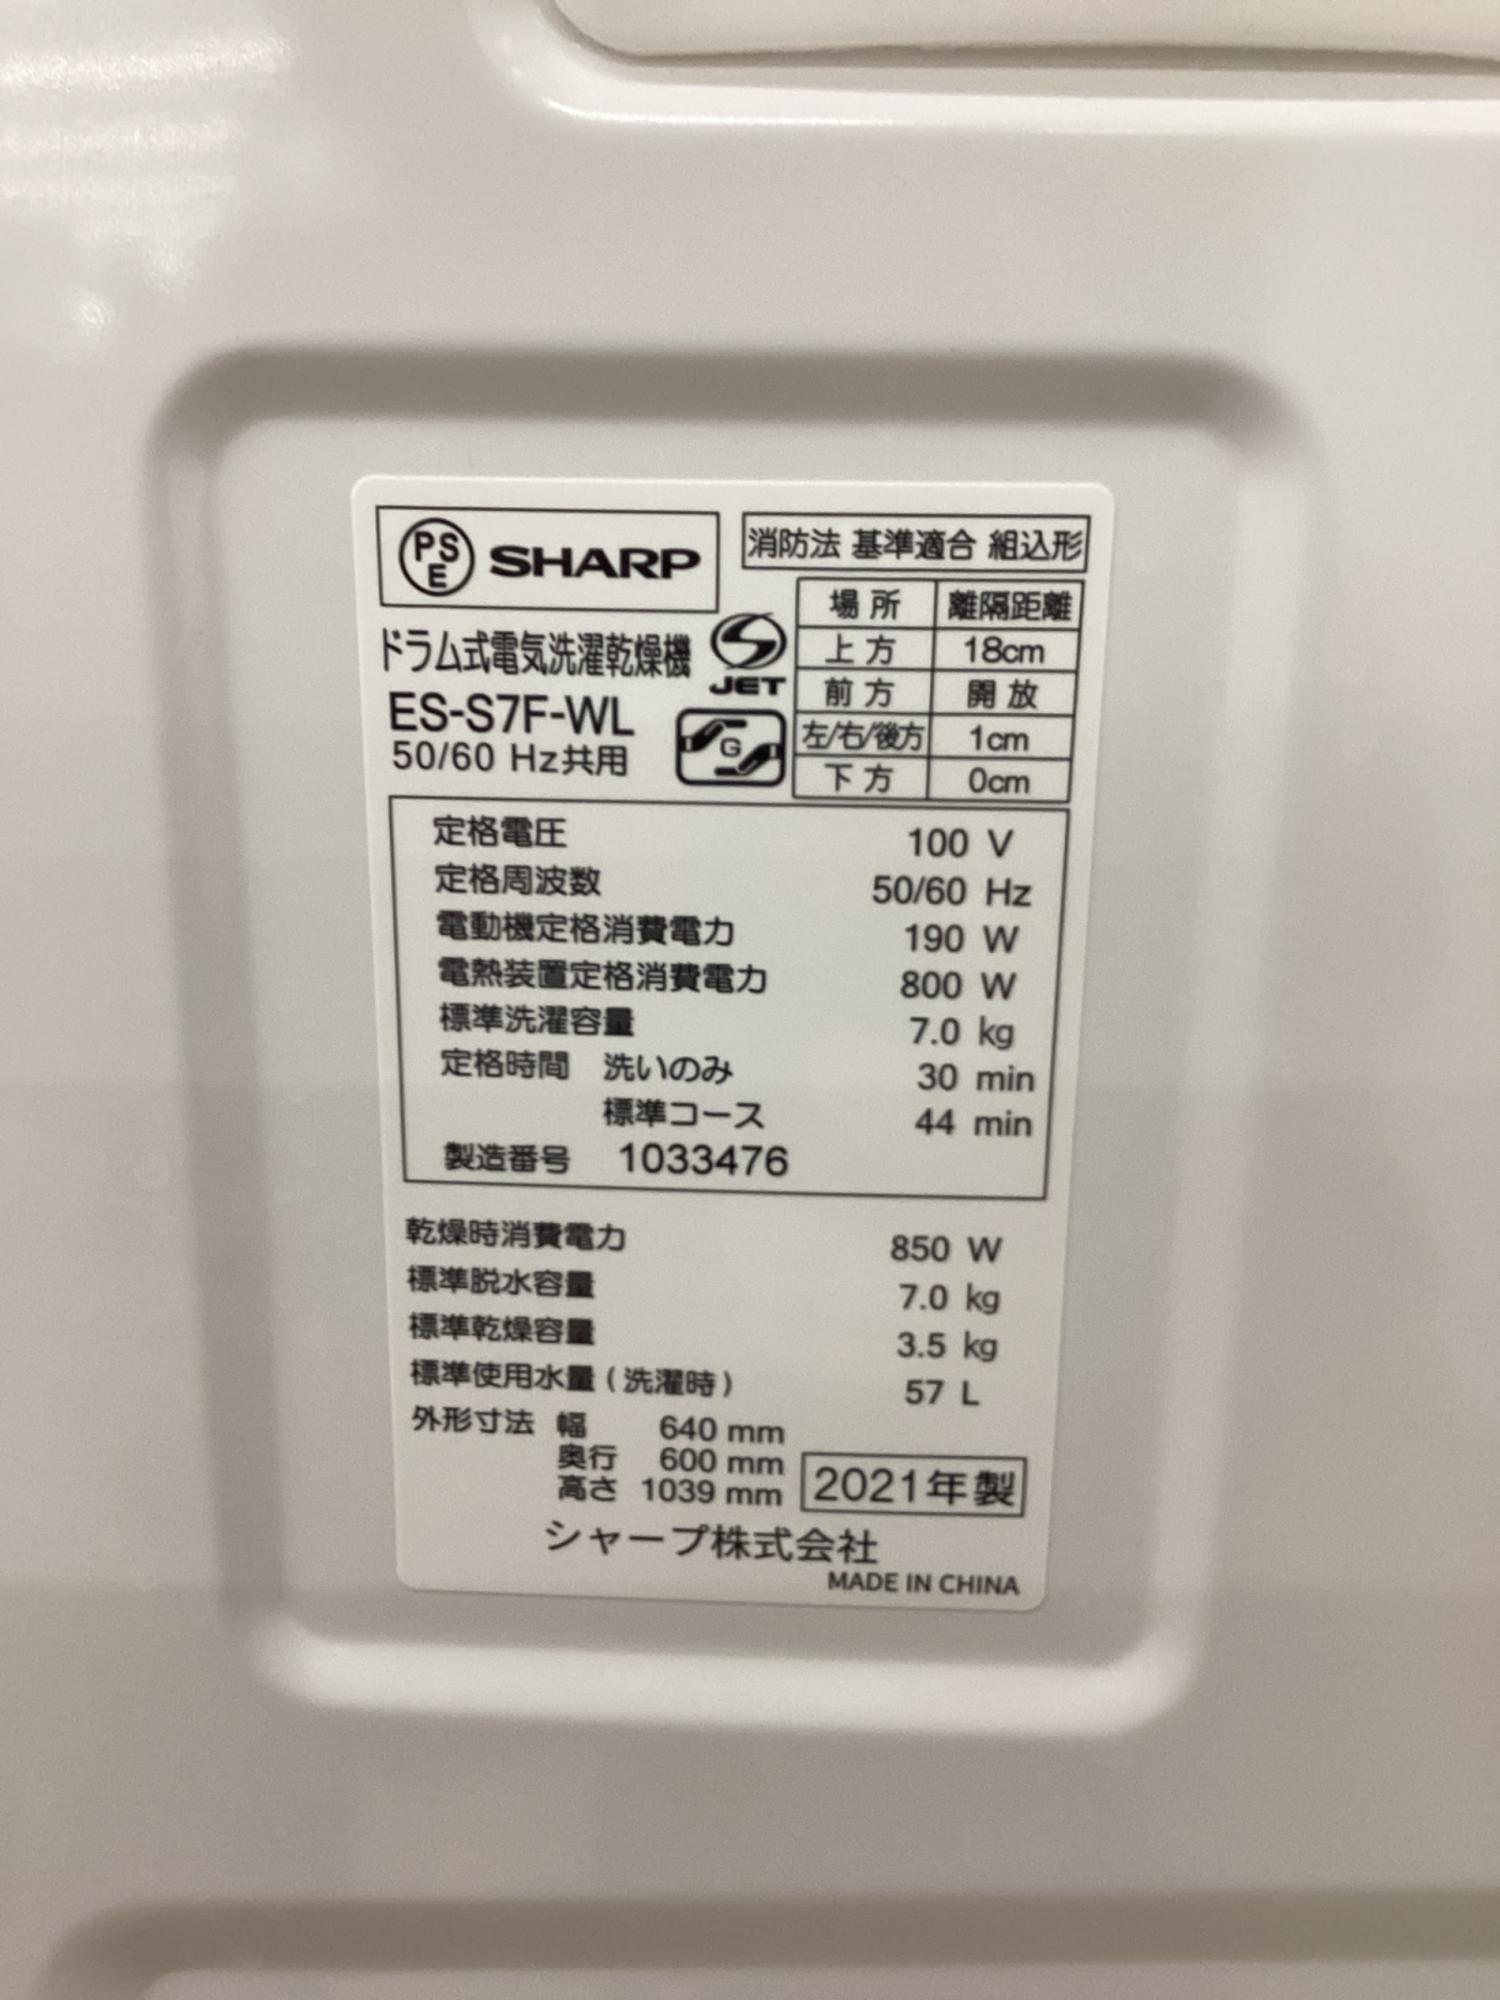 PSE SHARP
消防法 基準適合 組込形
場所 離隔距離
上方 18cm
前方 開放
左/右/後方 1cm
下方 0cm
ドラム式電気洗濯乾燥機
JET
ES-S7F-WL
50/60 Hz共用
G
定格電圧 100 V
定格周波数 50/60 Hz
電動機定格消費電力 190 W
電熱装置定格消費電力 800 W
標準洗濯容量 7.0 kg
定格時間 洗いのみ 30 min
標準コース 44 min
製造番号 1033476
乾燥時消費電力 850 W
標準脱水容量 7.0 kg
標準乾燥容量 3.5 kg
標準使用水量(洗濯時) 57 L
外形寸法 幅 640 mm
奥行 600 mm
高さ 1039 mm
2021年製
シャープ株式会社
MADE IN CHINA